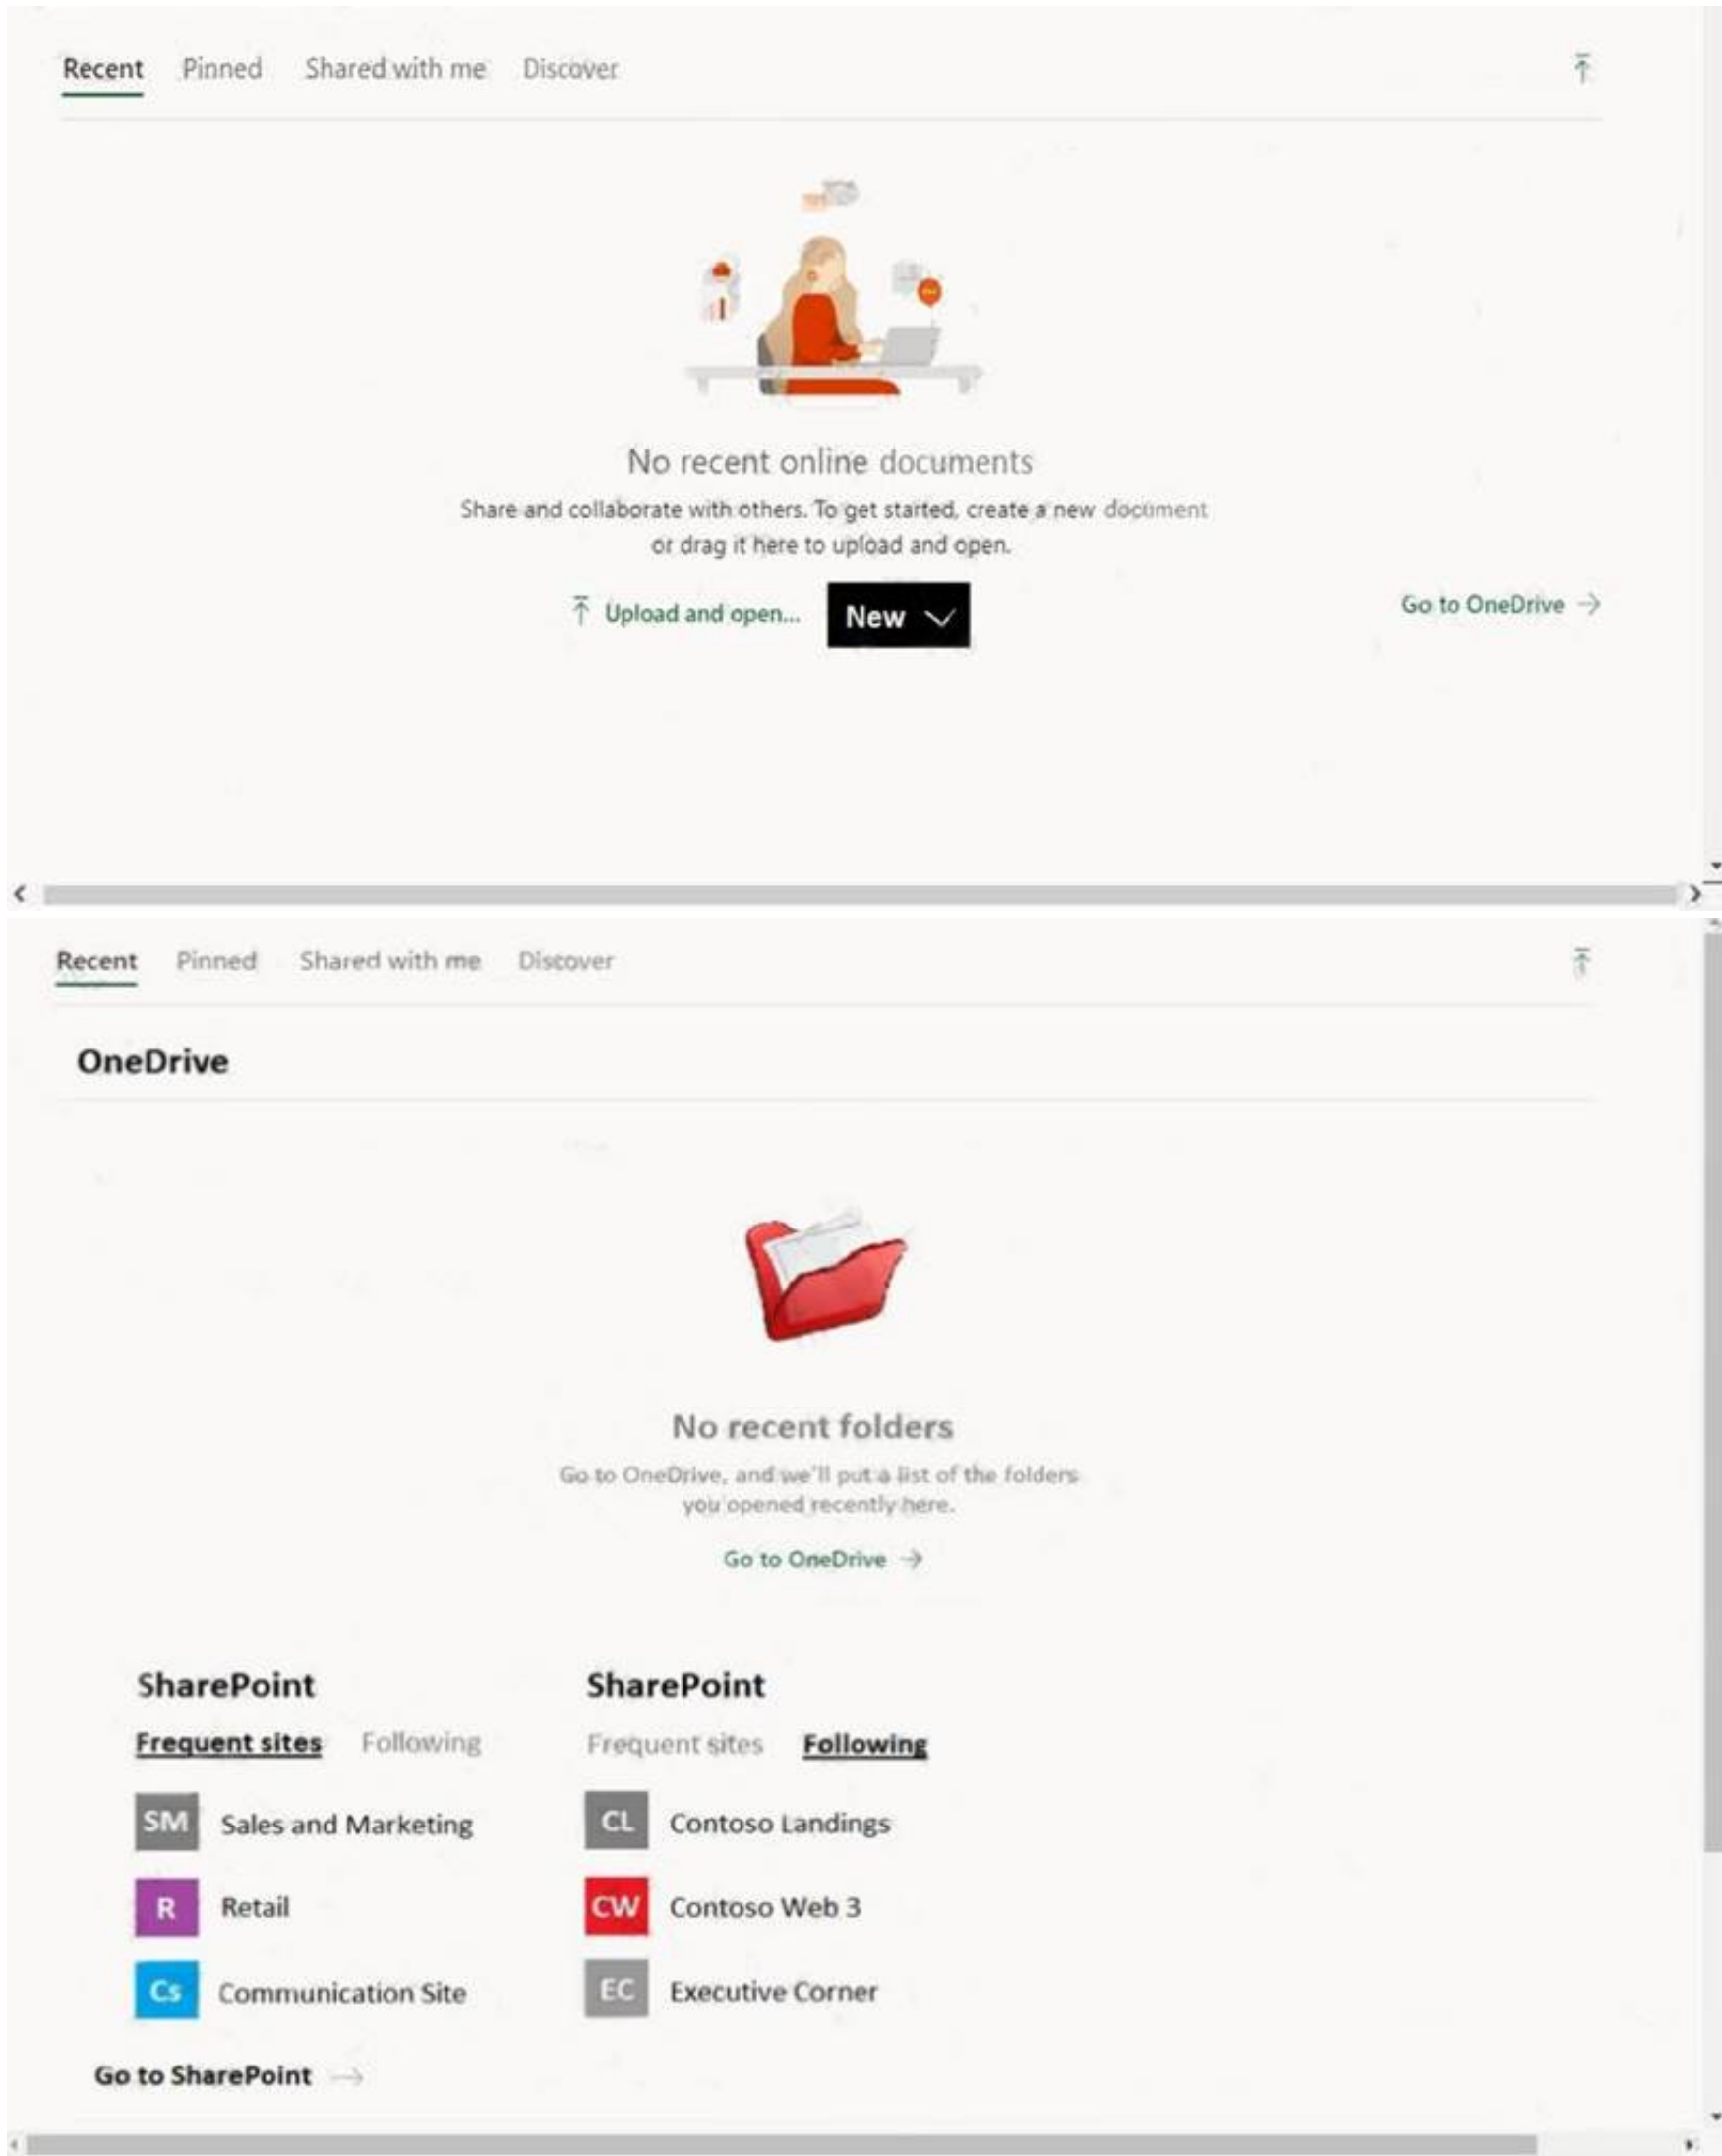 Recent Pinned Shared with me Discover
No recent online documents
Share and collaborate with others. To get started, create a new document
or drag it here to upload and open.
Upload and open... New
Go to OneDrive
Recent Pinned Shared with me Discover
OneDrive
No recent folders
Go to OneDrive, and we'll put a list of the folders
you opened recently here.
Go to OneDrive
SharePoint
Frequent sites Following
SM Sales and Marketing
R Retail
Cs Communication Site
SharePoint
Frequent sites Following
CL Contoso Landings
CW Contoso Web 3
EC Executive Corner
Go to SharePoint